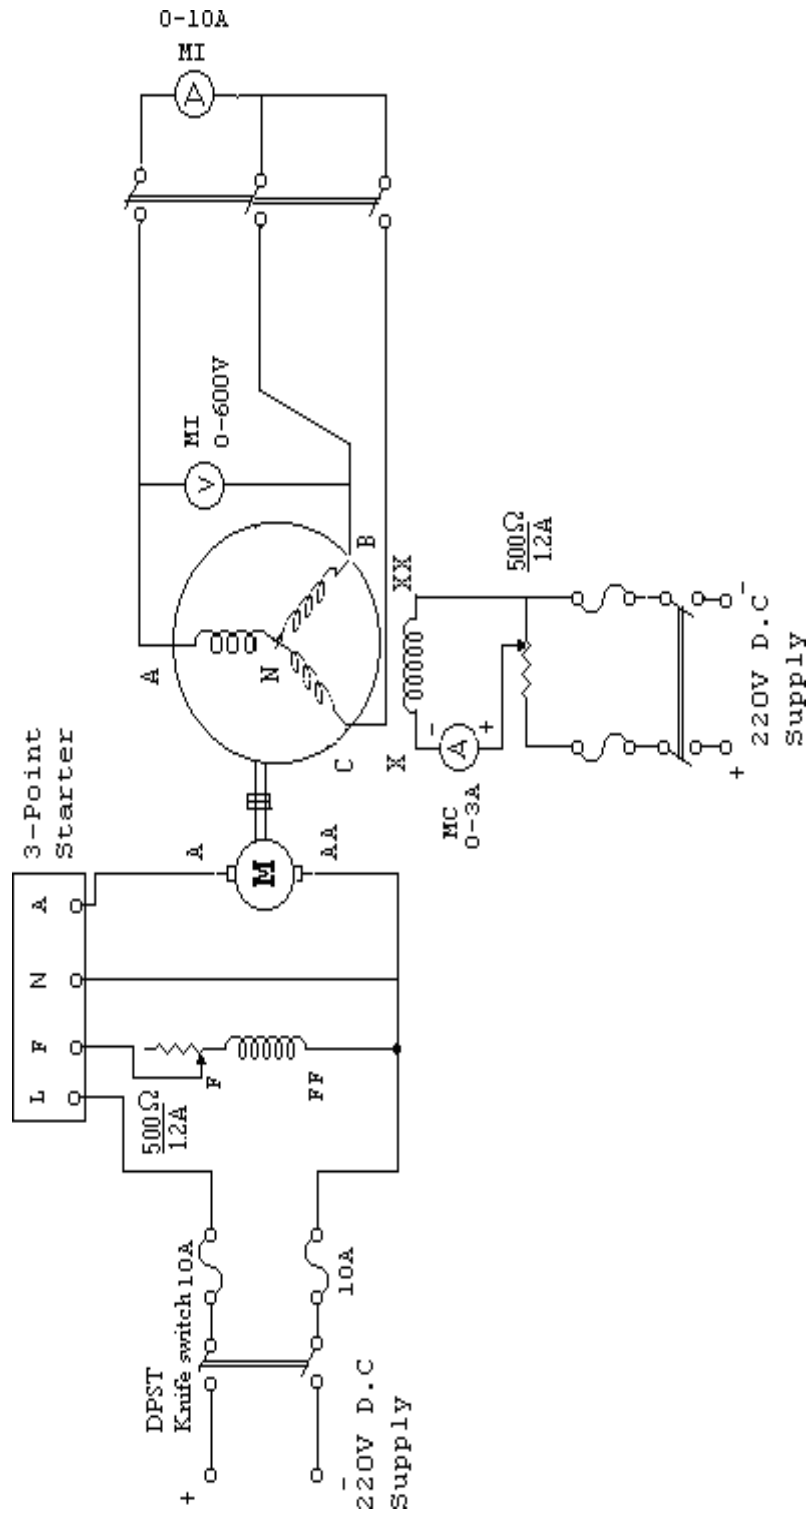 0-10A
MI
A
MI
0-600V
V
A
B
N
C
500Ω
1.2A
X
XX
-
A
+
MC
0-3A
-
+
220V D.C
Supply
3-Point
Starter
L
F
N
A
A
M
AA
500Ω
1.2A
F
FF
DPST
Knife switch 10A
10A
+
-
220V D.C
Supply